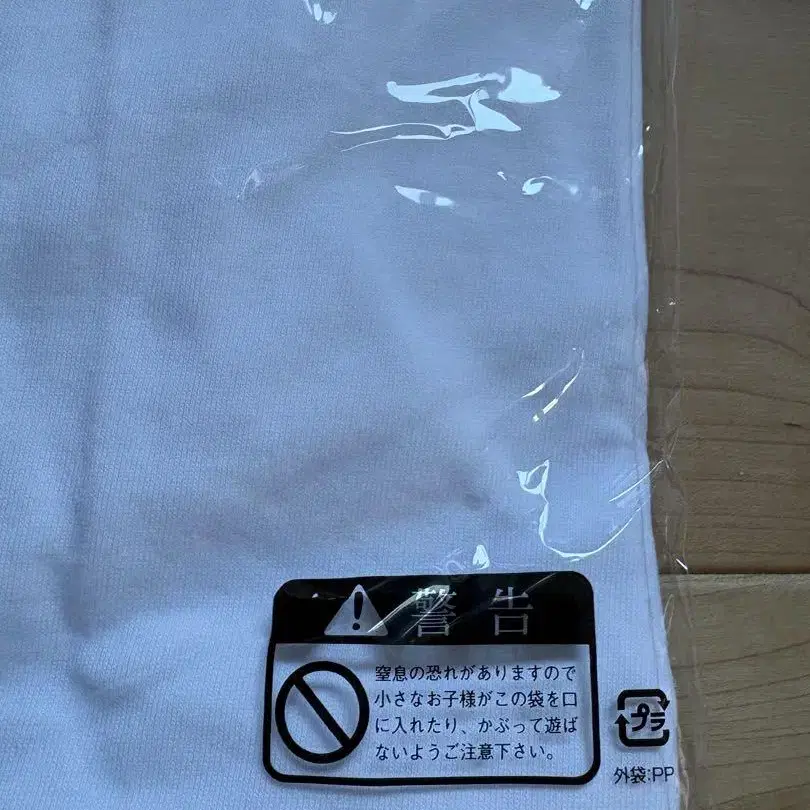 警告
窒息の恐れがありますので
小さなお子様がこの袋を口
に入れたり、かぶって遊ば
ないようご注意下さい。
プラ
外袋:PP